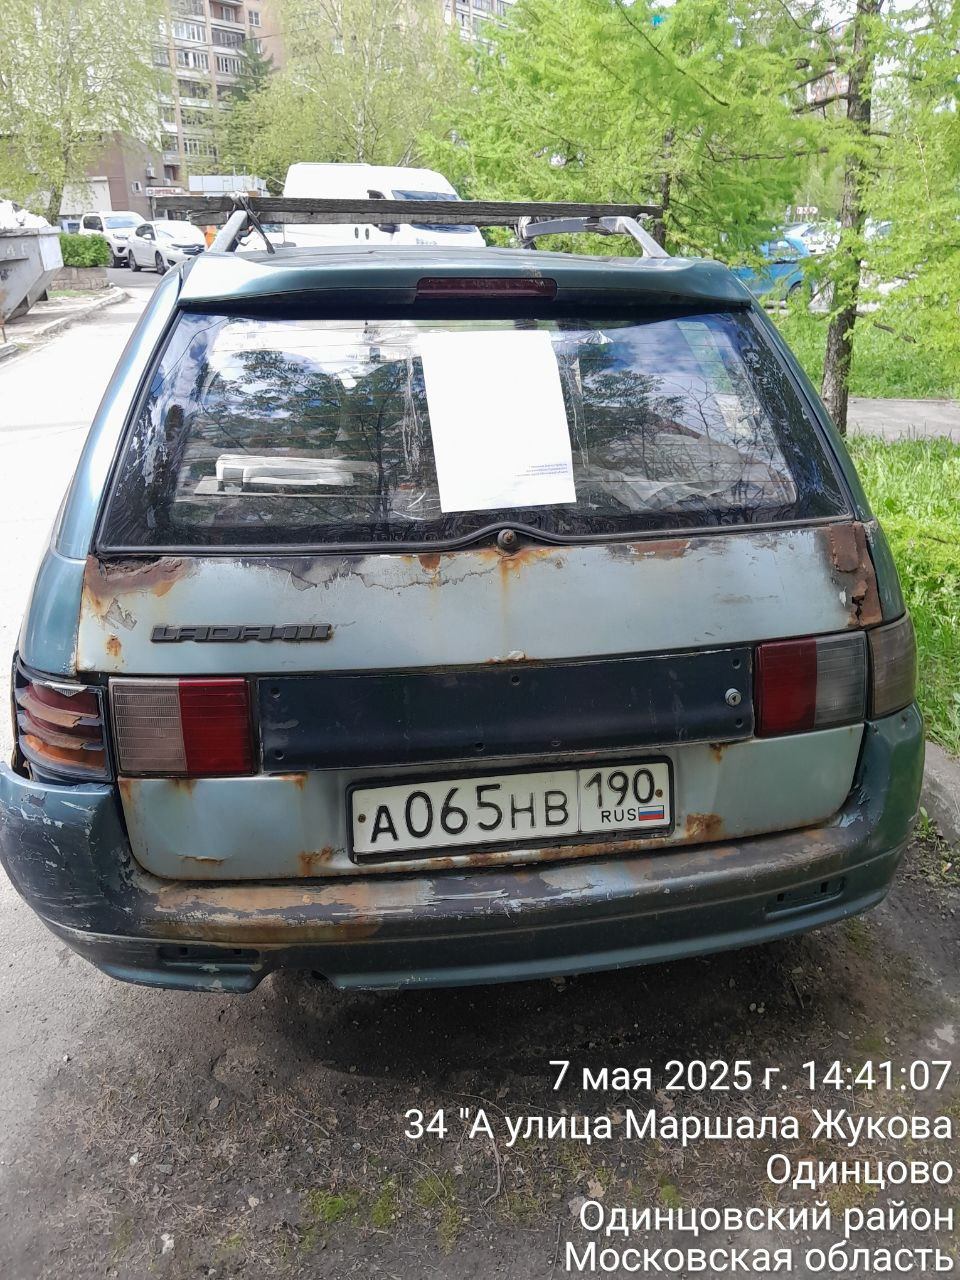 LADA 111
А065НВ 190
RUS
7 мая 2025 г. 14:41:07
34 "А улица Маршала Жукова
Одинцово
Одинцовский район
Московская область